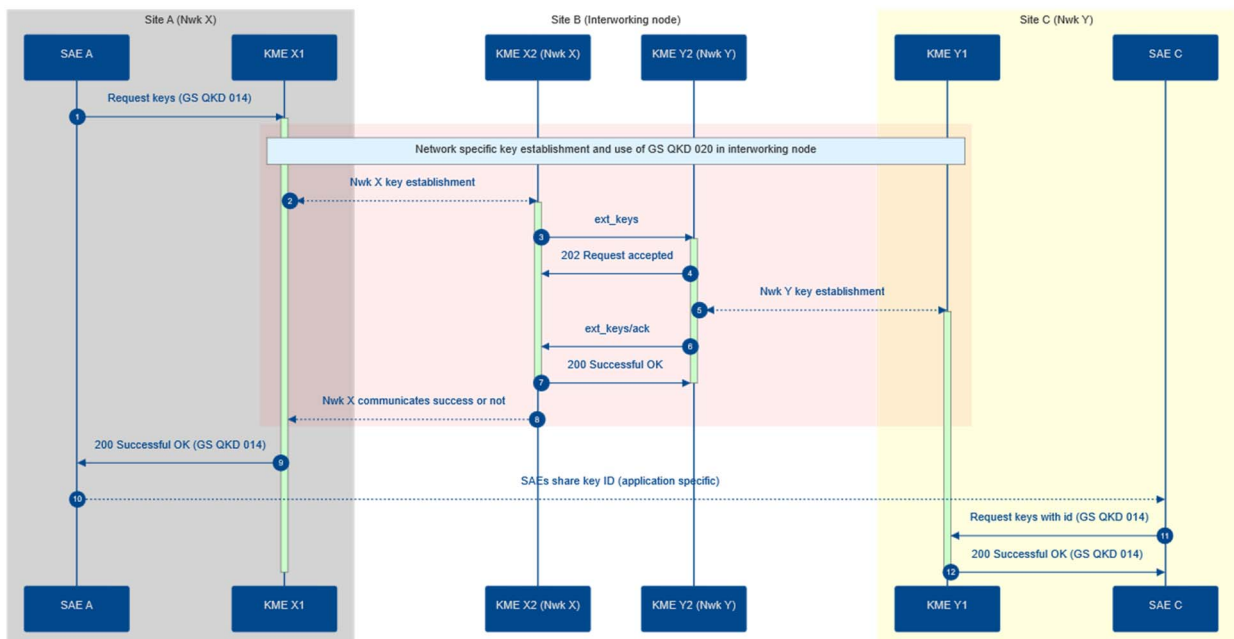 Site A (Nwk X)
Site B (Interworking node)
Site C (Nwk Y)
SAE A
KME X1
KME X2 (Nwk X)
KME Y2 (Nwk Y)
KME Y1
SAE C
Request keys (GS QKD 014)
1
Network specific key establishment and use of GS QKD 020 in interworking node
Nwk X key establishment
2
ext_keys
3
202 Request accepted
4
Nwk Y key establishment
5
ext_keys/ack
6
200 Successful OK
7
Nwk X communicates success or not
8
200 Successful OK (GS QKD 014)
9
SAEs share key ID (application specific)
10
Request keys with id (GS QKD 014)
11
200 Successful OK (GS QKD 014)
12
SAE A
KME X1
KME X2 (Nwk X)
KME Y2 (Nwk Y)
KME Y1
SAE C